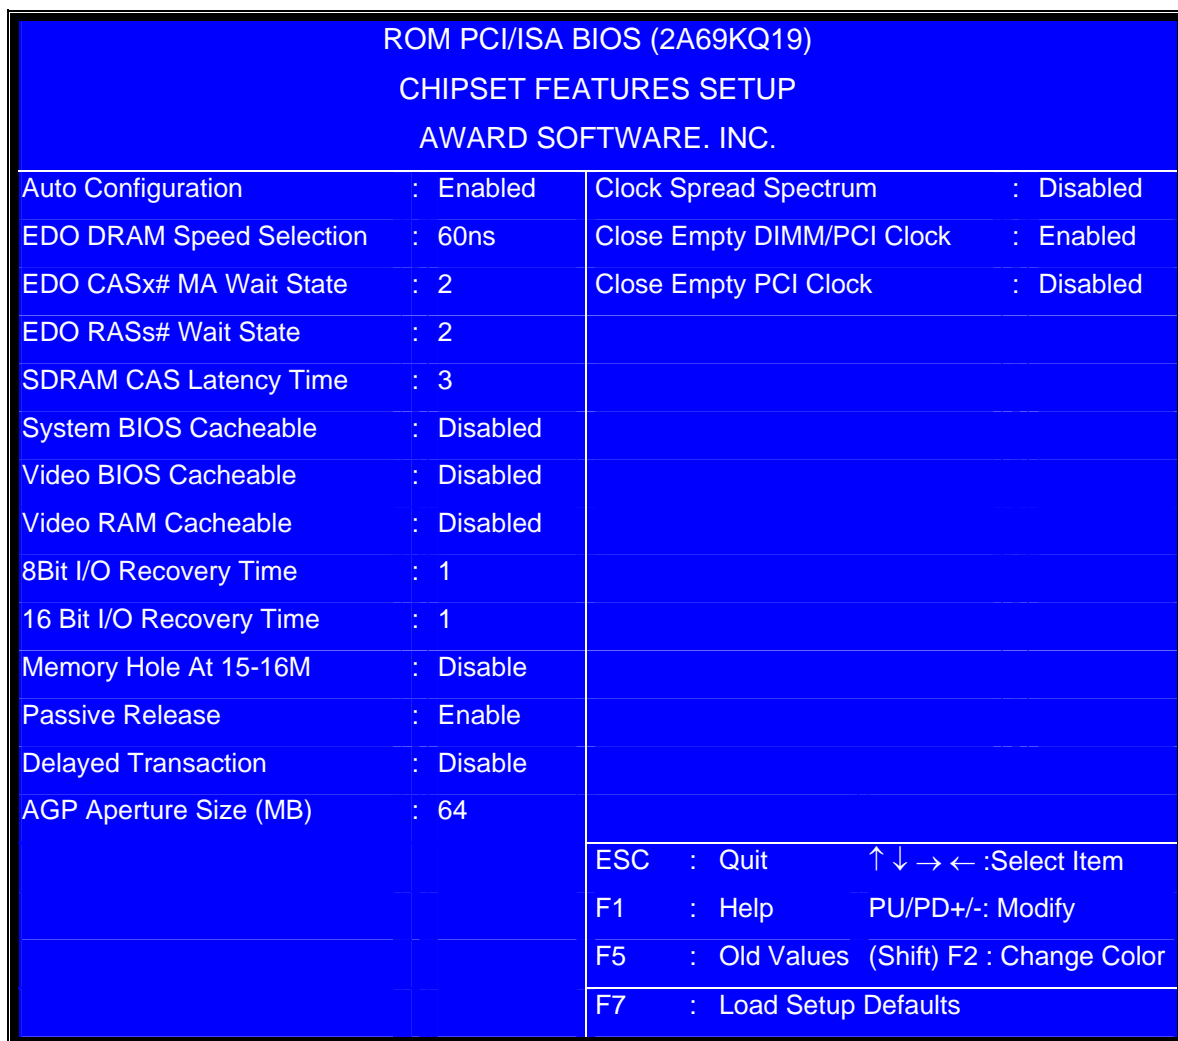 ROM PCI/ISA BIOS (2A69KQ19)
CHIPSET FEATURES SETUP
AWARD SOFTWARE. INC.
Auto Configuration : Enabled
EDO DRAM Speed Selection : 60ns
EDO CASx# MA Wait State : 2
EDO RASs# Wait State : 2
SDRAM CAS Latency Time : 3
System BIOS Cacheable : Disabled
Video BIOS Cacheable : Disabled
Video RAM Cacheable : Disabled
8Bit I/O Recovery Time : 1
16 Bit I/O Recovery Time : 1
Memory Hole At 15-16M : Disable
Passive Release : Enable
Delayed Transaction : Disable
AGP Aperture Size (MB) : 64
Clock Spread Spectrum : Disabled
Close Empty DIMM/PCI Clock : Enabled
Close Empty PCI Clock : Disabled
ESC : Quit ↑ ↓ → ← :Select Item
F1 : Help PU/PD+/-: Modify
F5 : Old Values (Shift) F2 : Change Color
F7 : Load Setup Defaults